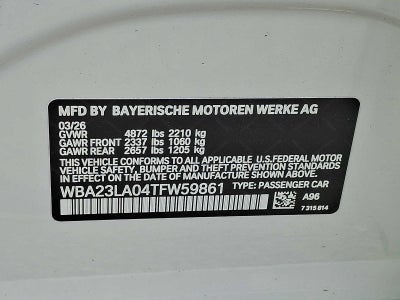 MFD BY BAYERISCHE MOTOREN WERKE AG
03/26
GVWR 4872 lbs 2210 kg
GAWR FRONT 2337 lbs 1060 kg
GAWR REAR 2657 lbs 1205 kg
THIS VEHICLE CONFORMS TO ALL APPLICABLE U.S.FEDERAL MOTOR
VEHICLE SAFETY, BUMPER, AND THEFT PREVENTION STANDARDS
IN EFFECT ON THE DATE OF MANUFACTURE SHOWN ABOVE.
WBA23LA04TFW59861 TYPE: PASSENGER CAR
A96
7 315 814